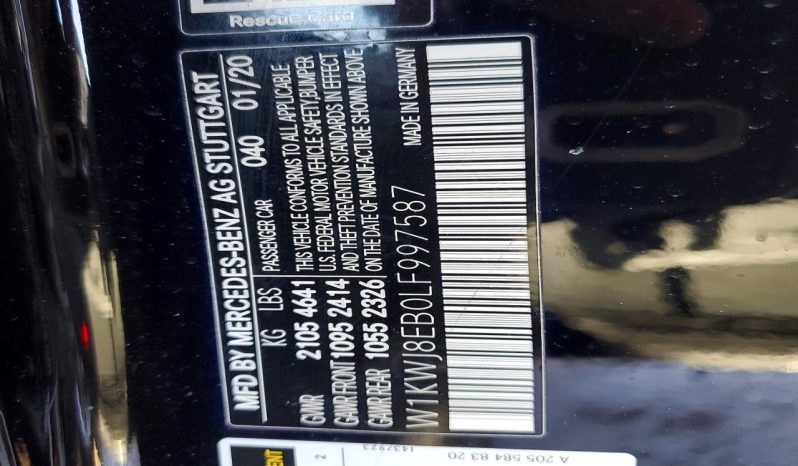 Rescue Card
MFD BY MERCEDES-BENZ AG STUTTGART
KG LBS PASSENGER CAR 040 01/20
GVWR 2105 4641 THIS VEHICLE CONFORMS TO ALL APPLICABLE
U.S. FEDERAL MOTOR VEHICLE SAFETY, BUMPER
GAWR FRONT 1095 2414 AND THEFT PREVENTION STANDARDS IN EFFECT
GAWR REAR 1055 2326 ON THE DATE OF MANUFACTURE SHOWN ABOVE
W1KWJ8EB0LF997587 MADE IN GERMANY
2
1437923
A 205 584 83 20